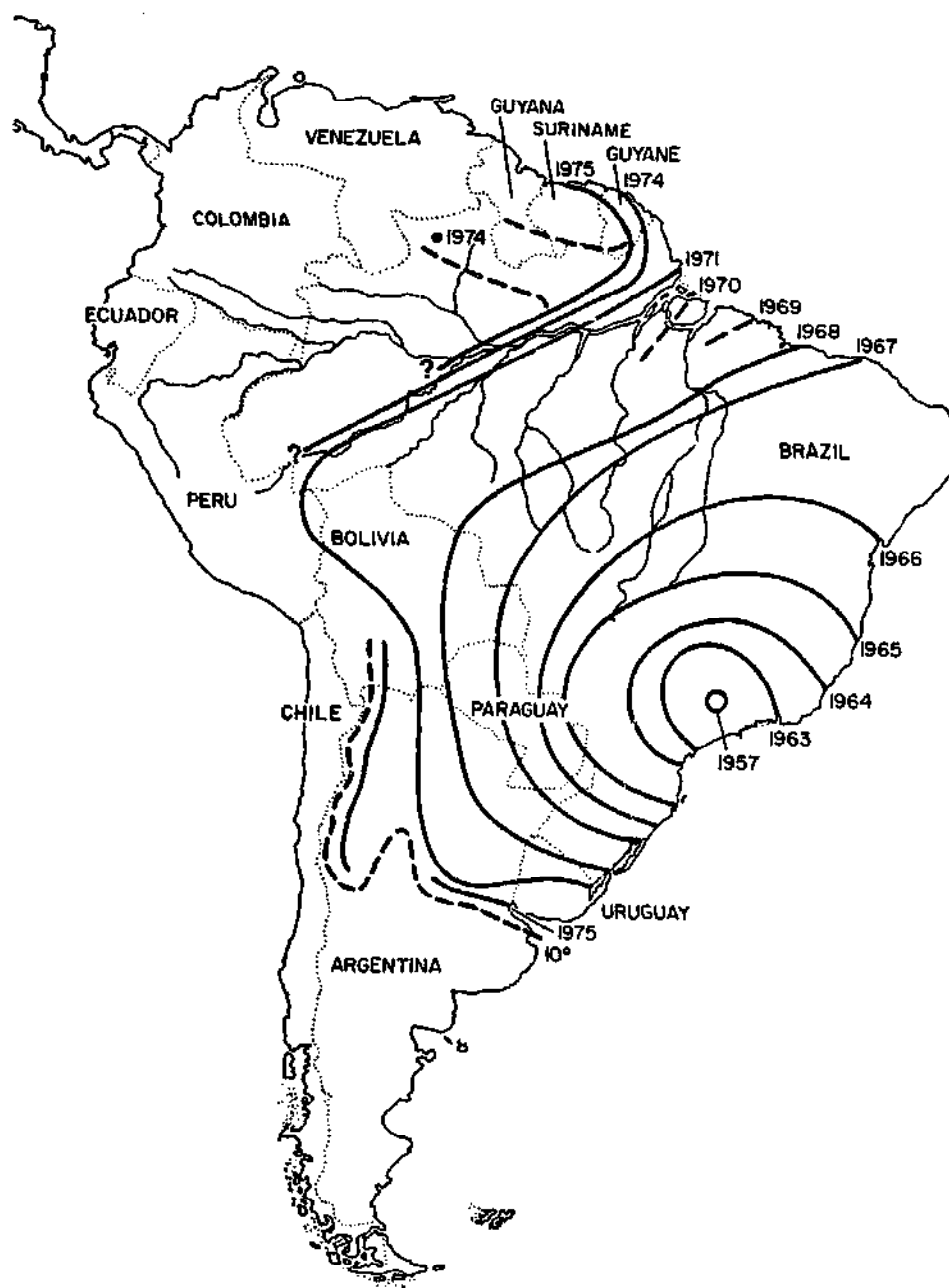 GUYANA
VENEZUELA
SURINAME
GUYANE
1975
1974
COLOMBIA
1974
1971
1970
ECUADOR
1969
1968
1967
?
BRAZIL
?
PERU
BOLIVIA
1966
1965
CHILE
PARAGUAY
1964
1963
1957
URUGUAY
1975
10°
ARGENTINA